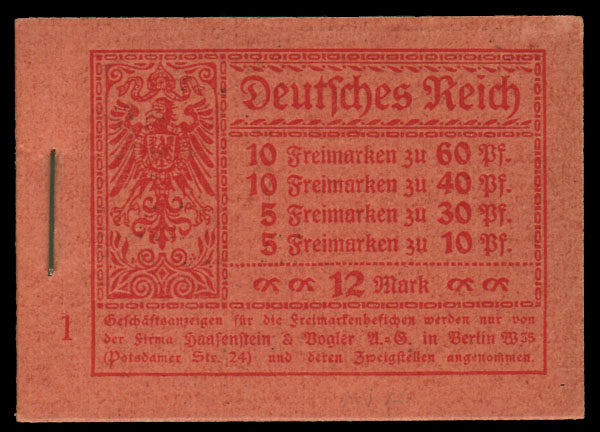 Deutsches Reich
10 Freimarken zu 60 Pf.
10 Freimarken zu 40 Pf.
5 Freimarken zu 30 Pf.
5 Freimarken zu 10 Pf.
12 Mark
1
Geschäftsanzeigen für die Freimarkenheftchen werden nur von
der Firma Haasenstein & Vogler A.=G. in Berlin W 35
(Potsdamer Str. 24) und deren Zweigstellen angenommen.